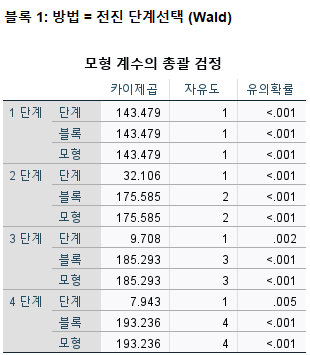 블록 1: 방법 = 전진 단계선택 (Wald)
모형 계수의 총괄 검정
카이제곱 자유도 유의확률
1 단계 단계 143.479 1 <.001
블록 143.479 1 <.001
모형 143.479 1 <.001
2 단계 단계 32.106 1 <.001
블록 175.585 2 <.001
모형 175.585 2 <.001
3 단계 단계 9.708 1 .002
블록 185.293 3 <.001
모형 185.293 3 <.001
4 단계 단계 7.943 1 .005
블록 193.236 4 <.001
모형 193.236 4 <.001